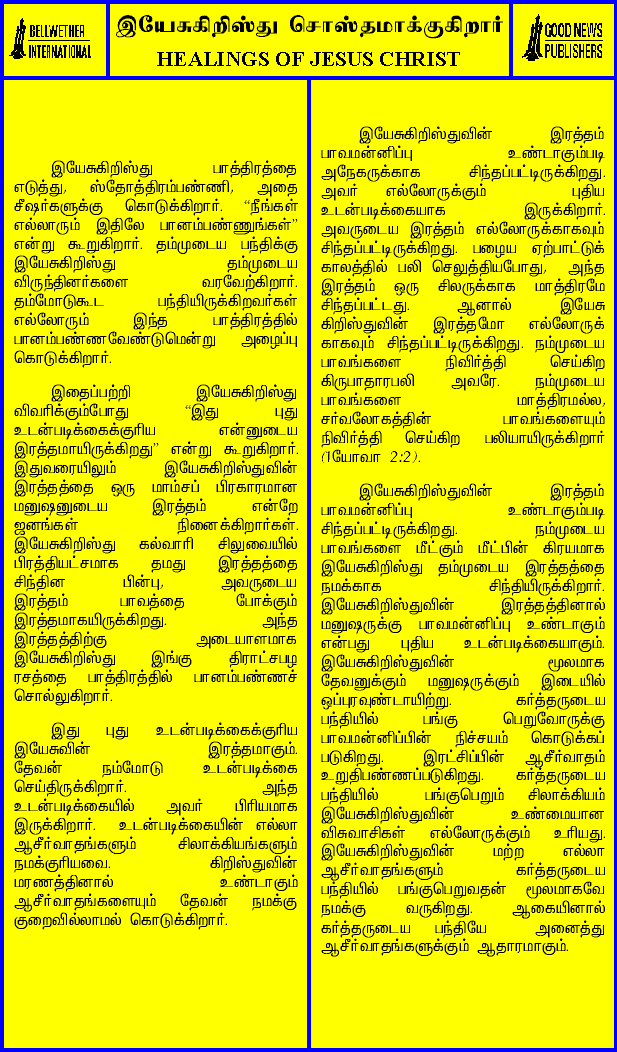 BELLWETHER
INTERNATIONAL
இயேசுகிறிஸ்து சொஸ்தமாக்குகிறார்
HEALINGS OF JESUS CHRIST
GOOD NEWS
PUBLISHERS
இயேசுகிறிஸ்து பாத்திரத்தை
எடுத்து, ஸ்தோத்திரம்பண்ணி, அதை
சீஷர்களுக்கு கொடுக்கிறார். “நீங்கள்
எல்லாரும் இதிலே பானம்பண்ணுங்கள்”
என்று கூறுகிறார். தம்முடைய பந்திக்கு
இயேசுகிறிஸ்து தம்முடைய
விருந்தினர்களை வரவேற்கிறார்.
தம்மோடுகூட பந்தியிருக்கிறவர்கள்
எல்லோரும் இந்த பாத்திரத்தில்
பானம்பண்ணவேண்டுமென்று அழைப்பு
கொடுக்கிறார்.
இதைப்பற்றி இயேசுகிறிஸ்து
விவரிக்கும்போது “இது புது
உடன்படிக்கைக்குரிய என்னுடைய
இரத்தமாயிருக்கிறது” என்று கூறுகிறார்.
இதுவரையிலும் இயேசுகிறிஸ்துவின்
இரத்தத்தை ஒரு மாம்சப் பிரகாரமான
மனுஷனுடைய இரத்தம் என்றே
ஜனங்கள் நினைக்கிறார்கள்.
இயேசுகிறிஸ்து கல்வாரி சிலுவையில்
பிரத்தியட்சமாக தமது இரத்தத்தை
சிந்தின பின்பு, அவருடைய
இரத்தம் பாவத்தை போக்கும்
இரத்தமாகயிருக்கிறது. அந்த
இரத்தத்திற்கு அடையாளமாக
இயேசுகிறிஸ்து இங்கு திராட்சபழ
ரசத்தை பாத்திரத்தில் பானம்பண்ணச்
சொல்லுகிறார்.
இது புது உடன்படிக்கைக்குரிய
இயேசுவின் இரத்தமாகும்.
தேவன் நம்மோடு உடன்படிக்கை
செய்திருக்கிறார். அந்த
உடன்படிக்கையில் அவர் பிரியமாக
இருக்கிறார். உடன்படிக்கையின் எல்லா
ஆசீர்வாதங்களும் சிலாக்கியங்களும்
நமக்குரியவை. கிறிஸ்துவின்
மரணத்தினால் உண்டாகும்
ஆசீர்வாதங்களையும் தேவன் நமக்கு
குறைவில்லாமல் கொடுக்கிறார்.
இயேசுகிறிஸ்துவின் இரத்தம்
பாவமன்னிப்பு உண்டாகும்படி
அநேகருக்காக சிந்தப்பட்டிருக்கிறது.
அவர் எல்லோருக்கும் புதிய
உடன்படிக்கையாக இருக்கிறார்.
அவருடைய இரத்தம் எல்லோருக்காகவும்
சிந்தப்பட்டிருக்கிறது. பழைய ஏற்பாட்டுக்
காலத்தில் பலி செலுத்தியபோது, அந்த
இரத்தம் ஒரு சிலருக்காக மாத்திரமே
சிந்தப்பட்டது. ஆனால் இயேசு
கிறிஸ்துவின் இரத்தமோ எல்லோருக்
காகவும் சிந்தப்பட்டிருக்கிறது. நம்முடைய
பாவங்களை நிவிர்த்தி செய்கிற
கிருபாதாரபலி அவரே. நம்முடைய
பாவங்களை மாத்திரமல்ல,
சர்வலோகத்தின் பாவங்களையும்
நிவிர்த்தி செய்கிற பலியாயிருக்கிறார்
(1யோவா 2:2).
இயேசுகிறிஸ்துவின் இரத்தம்
பாவமன்னிப்பு உண்டாகும்படி
சிந்தப்பட்டிருக்கிறது. நம்முடைய
பாவங்களை மீட்கும் மீட்பின் கிரயமாக
இயேசுகிறிஸ்து தம்முடைய இரத்தத்தை
நமக்காக சிந்தியிருக்கிறார்.
இயேசுகிறிஸ்துவின் இரத்தத்தினால்
மனுஷருக்கு பாவமன்னிப்பு உண்டாகும்
என்பது புதிய உடன்படிக்கையாகும்.
இயேசுகிறிஸ்துவின் மூலமாக
தேவனுக்கும் மனுஷருக்கும் இடையில்
ஒப்புரவுண்டாயிற்று. கர்த்தருடைய
பந்தியில் பங்கு பெறுவோருக்கு
பாவமன்னிப்பின் நிச்சயம் கொடுக்கப்
படுகிறது. இரட்சிப்பின் ஆசீர்வாதம்
உறுதிபண்ணப்படுகிறது. கர்த்தருடைய
பந்தியில் பங்குபெறும் சிலாக்கியம்
இயேசுகிறிஸ்துவின் உண்மையான
விசுவாசிகள் எல்லோருக்கும் உரியது.
இயேசுகிறிஸ்துவின் மற்ற எல்லா
ஆசீர்வாதங்களும் கர்த்தருடைய
பந்தியில் பங்குபெறுவதன் மூலமாகவே
நமக்கு வருகிறது. ஆகையினால்
கர்த்தருடைய பந்தியே அனைத்து
ஆசீர்வாதங்களுக்கும் ஆதாரமாகும்.